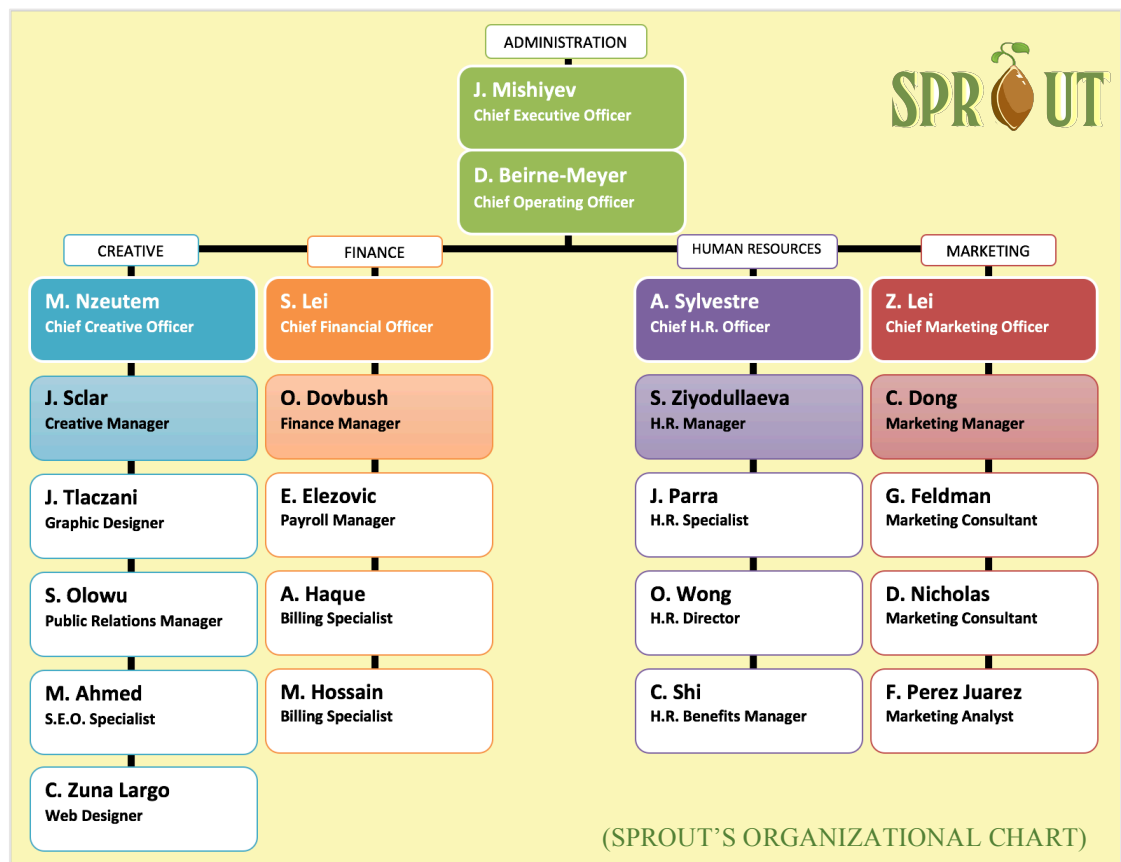 ADMINISTRATION
J. Mishiyev
Chief Executive Officer
D. Beirne-Meyer
Chief Operating Officer
SPROUT
CREATIVE
M. Nzeutem
Chief Creative Officer
J. Sclar
Creative Manager
J. Tlaczani
Graphic Designer
S. Olowu
Public Relations Manager
M. Ahmed
S.E.O. Specialist
C. Zuna Largo
Web Designer
FINANCE
S. Lei
Chief Financial Officer
O. Dovbush
Finance Manager
E. Elezovic
Payroll Manager
A. Haque
Billing Specialist
M. Hossain
Billing Specialist
HUMAN RESOURCES
A. Sylvestre
Chief H.R. Officer
S. Ziyodullaeva
H.R. Manager
J. Parra
H.R. Specialist
O. Wong
H.R. Director
C. Shi
H.R. Benefits Manager
MARKETING
Z. Lei
Chief Marketing Officer
C. Dong
Marketing Manager
G. Feldman
Marketing Consultant
D. Nicholas
Marketing Consultant
F. Perez Juarez
Marketing Analyst
(SPROUT'S ORGANIZATIONAL CHART)